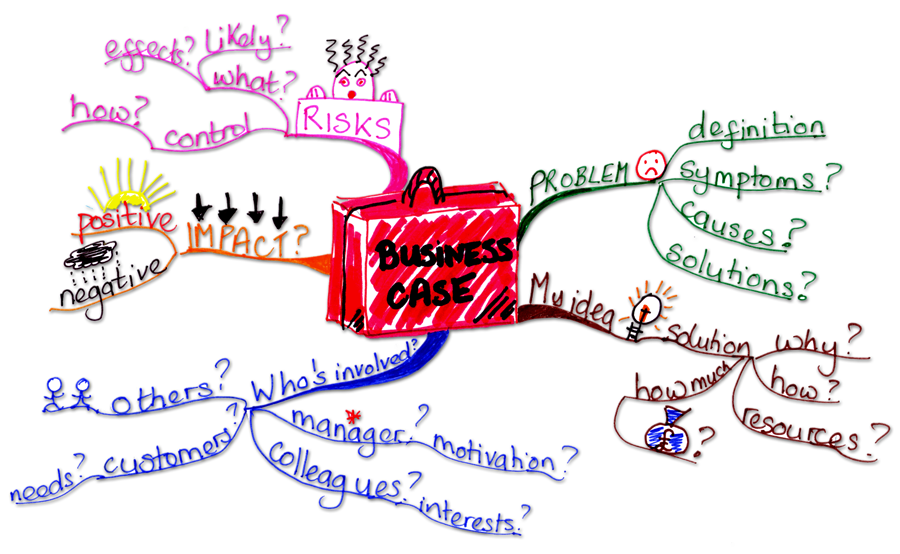 BUSINESS
CASE
PROBLEM
definition
symptoms?
causes?
solutions?
My idea
solution
why?
how?
resources?
how much
£
?
Who's involved?
manager*?
motivation?
colleagues?
interests?
customers?
needs?
others?
IMPACT?
positive
negative
RISKS
what?
likely?
effects?
control
how?